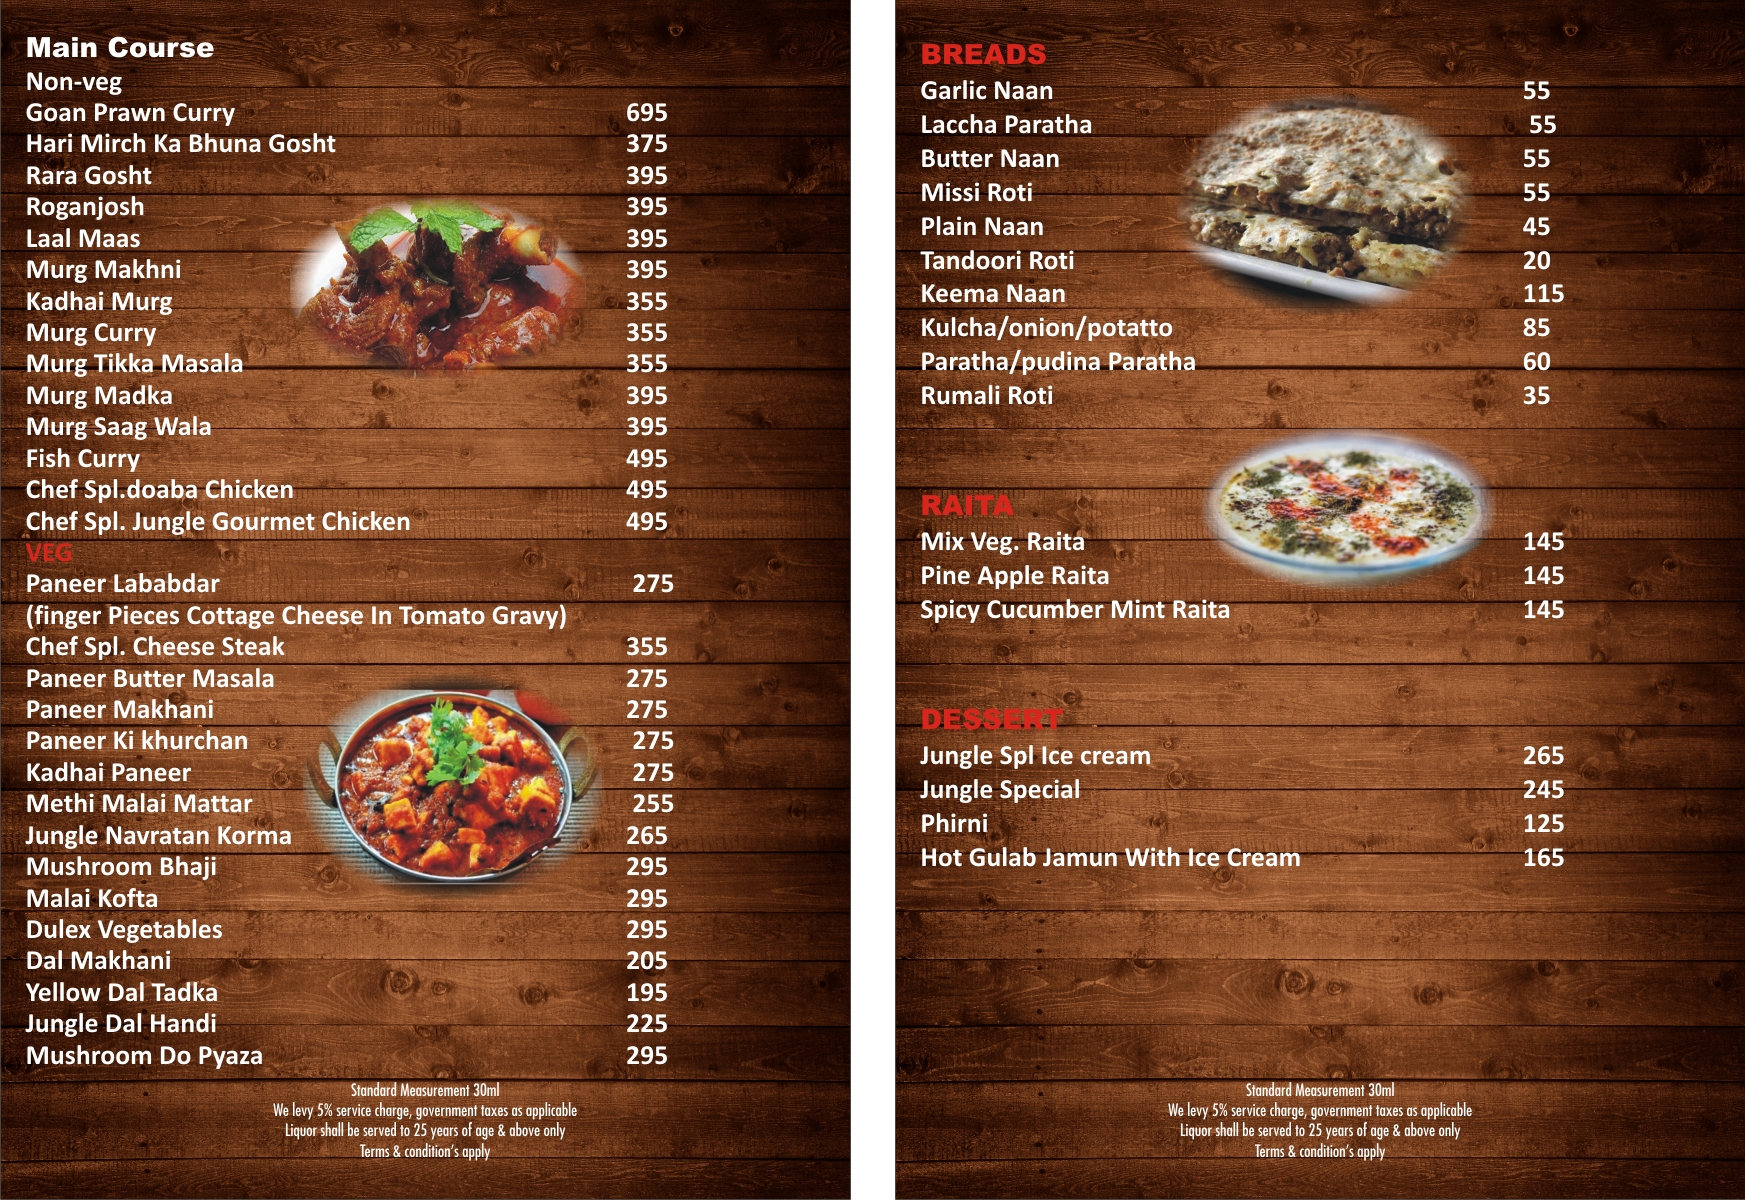 Main Course
Non-veg
Goan Prawn Curry 695
Hari Mirch Ka Bhuna Gosht 375
Rara Gosht 395
Roganjosh 395
Laal Maas 395
Murg Makhni 395
Kadhai Murg 355
Murg Curry 355
Murg Tikka Masala 355
Murg Madka 395
Murg Saag Wala 395
Fish Curry 495
Chef Spl.doaba Chicken 495
Chef Spl. Jungle Gourmet Chicken 495
VEG
Paneer Lababdar 275
(finger Pieces Cottage Cheese In Tomato Gravy)
Chef Spl. Cheese Steak 355
Paneer Butter Masala 275
Paneer Makhani 275
Paneer Ki khurchan 275
Kadhai Paneer 275
Methi Malai Mattar 255
Jungle Navratan Korma 265
Mushroom Bhaji 295
Malai Kofta 295
Dulex Vegetables 295
Dal Makhani 205
Yellow Dal Tadka 195
Jungle Dal Handi 225
Mushroom Do Pyaza 295
Standard Measurement 30ml
We levy 5% service charge, government taxes as applicable
Liquor shall be served to 25 years of age & above only
Terms & condition's apply
BREADS
Garlic Naan 55
Laccha Paratha 55
Butter Naan 55
Missi Roti 55
Plain Naan 45
Tandoori Roti 20
Keema Naan 115
Kulcha/onion/potatto 85
Paratha/pudina Paratha 60
Rumali Roti 35
RAITA
Mix Veg. Raita 145
Pine Apple Raita 145
Spicy Cucumber Mint Raita 145
DESSERT
Jungle Spl Ice cream 265
Jungle Special 245
Phirni 125
Hot Gulab Jamun With Ice Cream 165
Standard Measurement 30ml
We levy 5% service charge, government taxes as applicable
Liquor shall be served to 25 years of age & above only
Terms & condition's apply